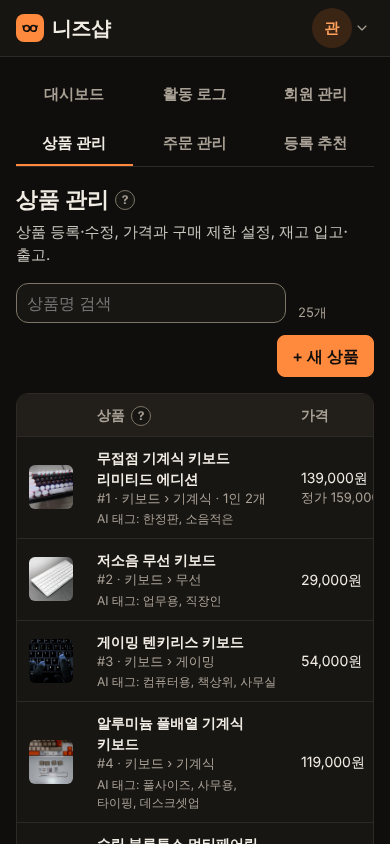 니즈샵
관
대시보드 활동 로그 회원 관리
상품 관리 주문 관리 등록 추천
상품 관리 ?
상품 등록·수정, 가격과 구매 제한 설정, 재고 입고·
출고.
상품명 검색
25개
+ 새 상품
상품 ? 가격
무접점 기계식 키보드
리미티드 에디션
#1 · 키보드 › 기계식 · 1인 2개
AI 태그: 한정판, 소음적은
139,000원
정가 159,00
저소음 무선 키보드
#2 · 키보드 › 무선
AI 태그: 업무용, 직장인
29,000원
게이밍 텐키리스 키보드
#3 · 키보드 › 게이밍
AI 태그: 컴퓨터용, 책상위, 사무실
54,000원
알루미늄 풀배열 기계식
키보드
#4 · 키보드 › 기계식
AI 태그: 풀사이즈, 사무용,
타이핑, 데스크셋업
119,000원